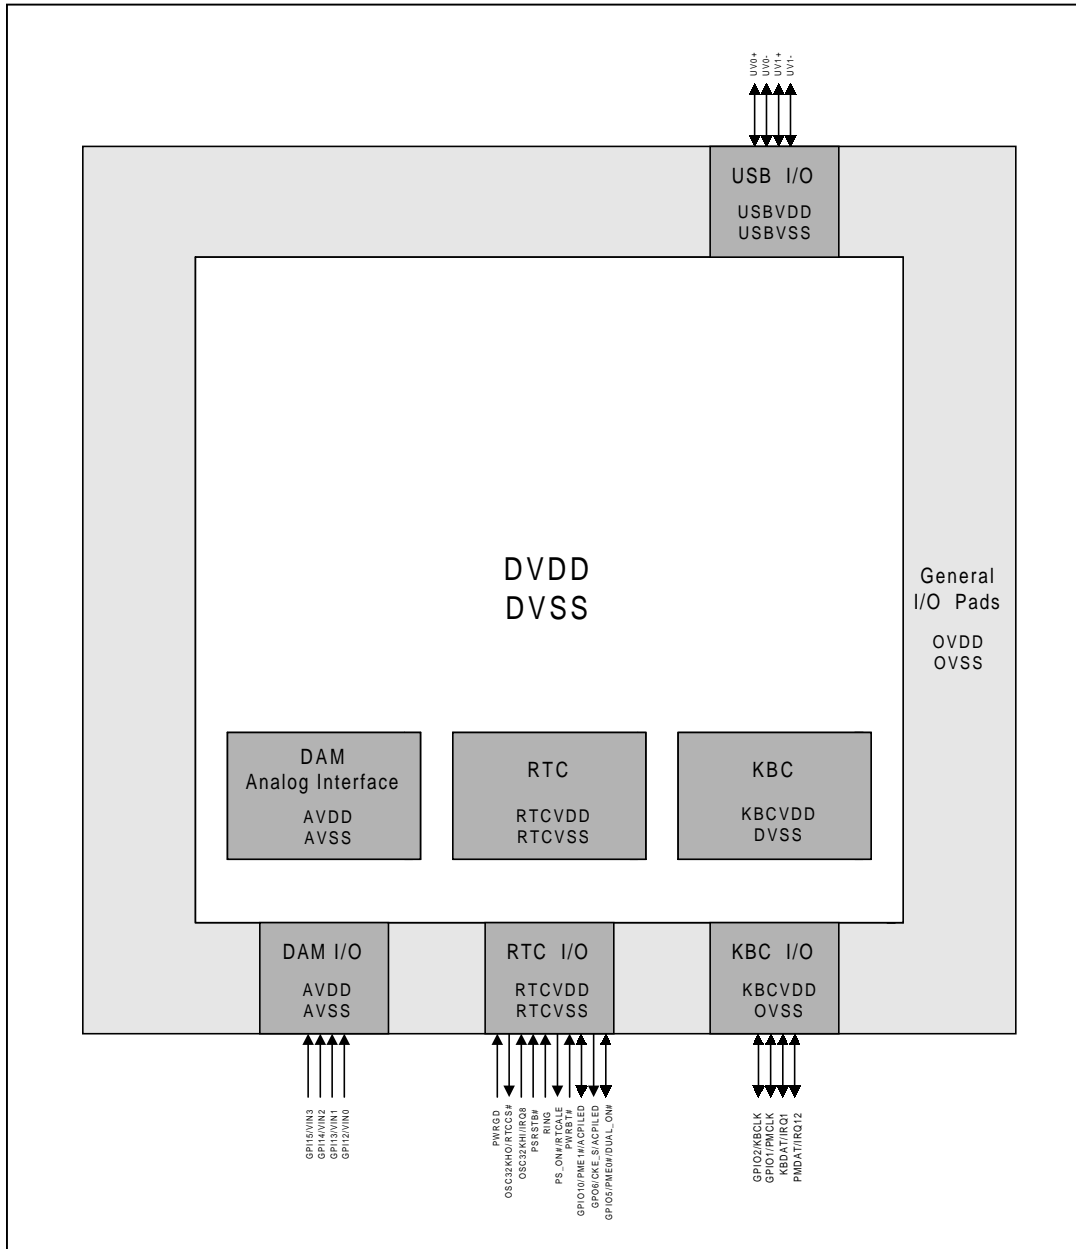 UV0+
UV0-
UV1+
UV1-
USB I/O
USBVDD
USBVSS
DVDD
DVSS
General
I/O Pads
OVDD
OVSS
DAM
Analog Interface
AVDD
AVSS
RTC
RTCVDD
RTCVSS
KBC
KBCVDD
DVSS
DAM I/O
AVDD
AVSS
RTC I/O
RTCVDD
RTCVSS
KBC I/O
KBCVDD
OVSS
GPI15/VIN3
GPI14/VIN2
GPI13/VIN1
GPI12/VIN0
PWRGD
OSC32KHO/RTCCS#
OSC32KHI/IRQ8
PSRSTB#
RING
PS_ON#/RTCALE
PWRBT#
GPIO10/PME1#/ACPILED
GPO6/CKE_S/ACPILED
GPIO5/PME0#/DUAL_ON#
GPIO2/KBCLK
GPIO1/PMCLK
KBDAT/IRQ1
PMDAT/IRQ12